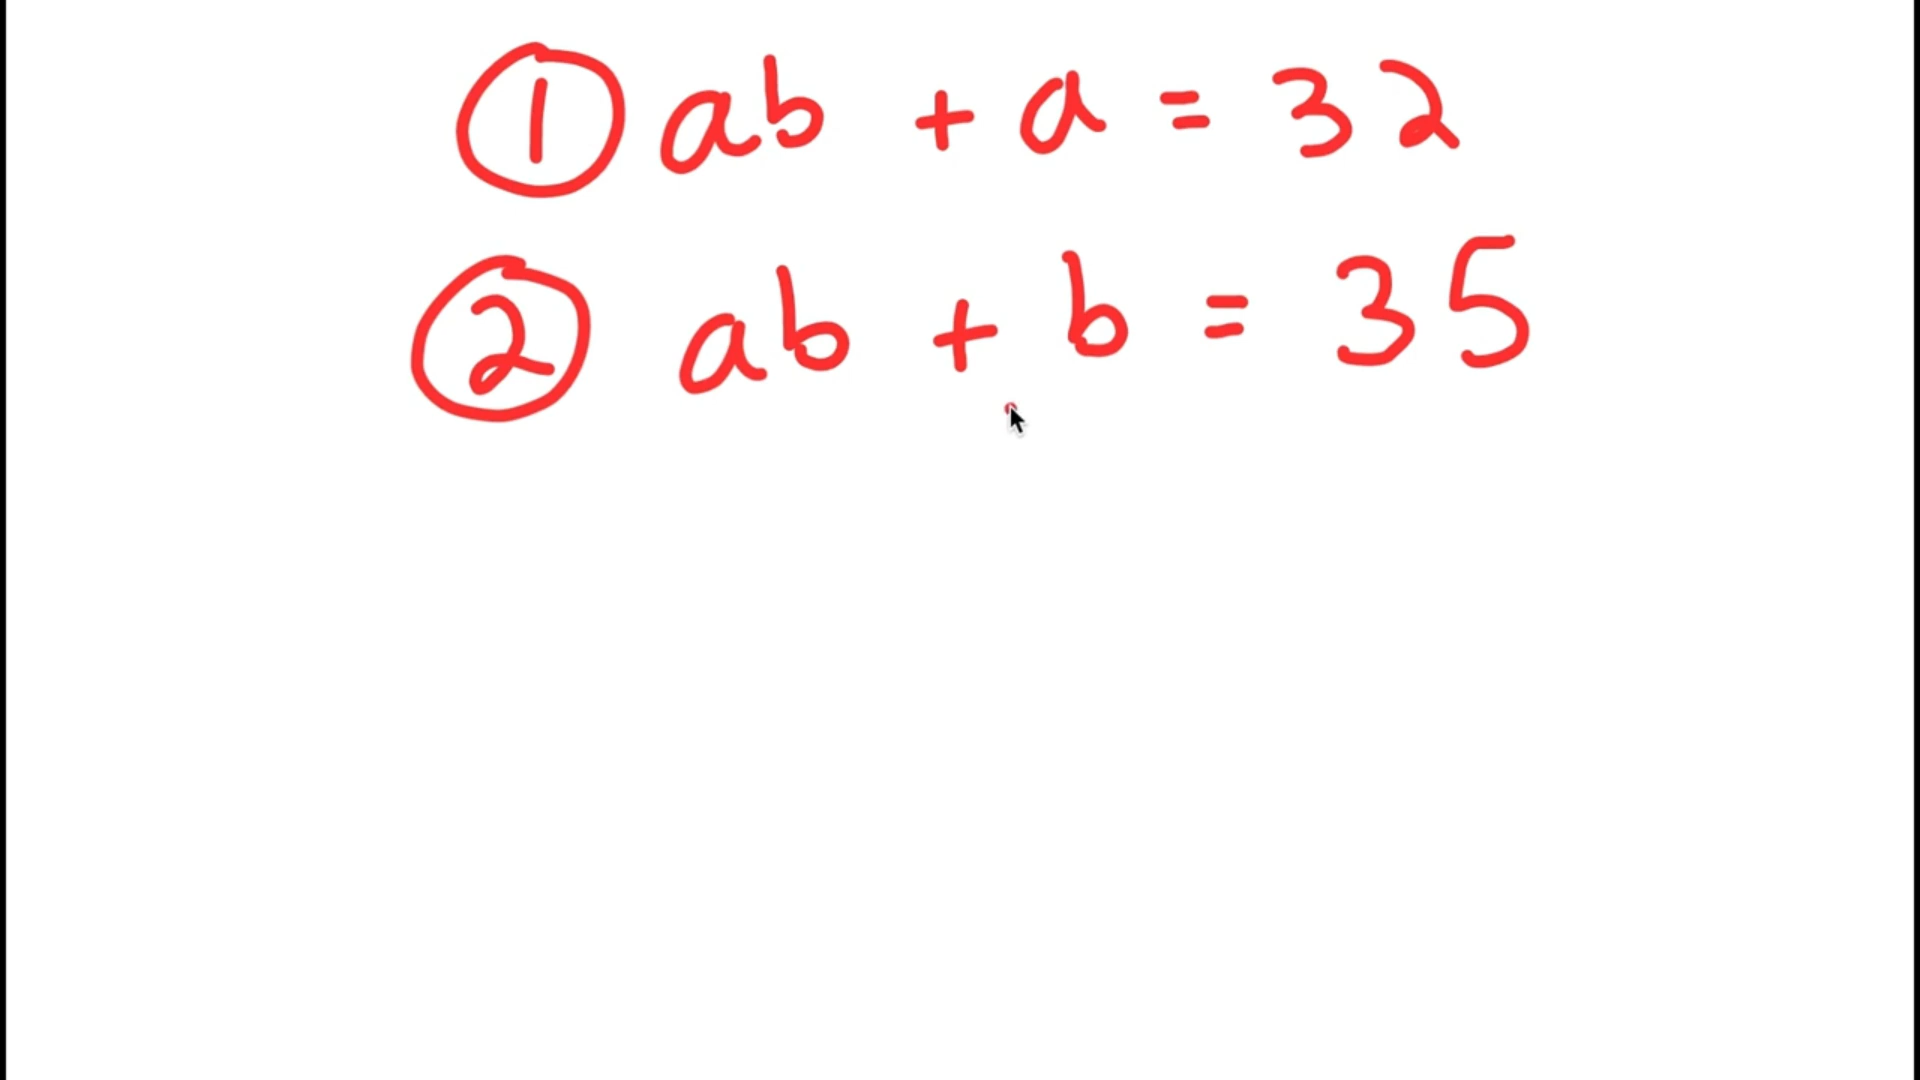 ① ab + a = 32
② ab + b = 35